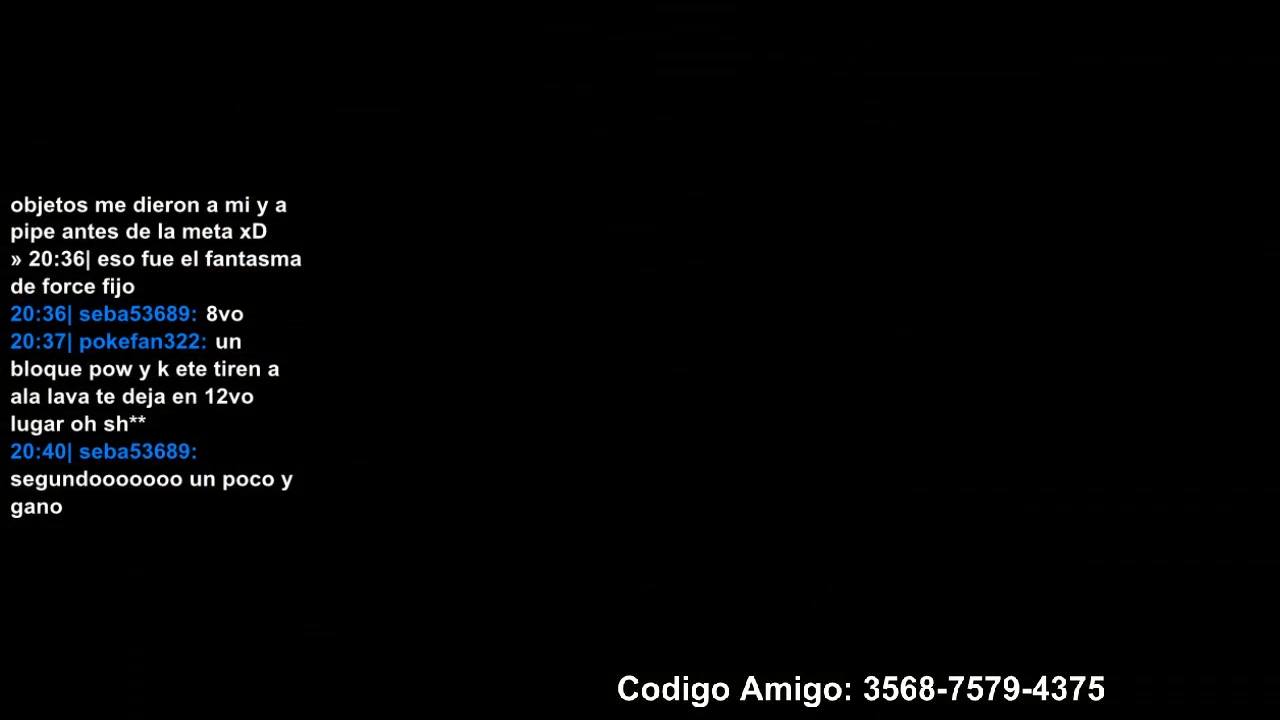 objetos me dieron a mi y a
pipe antes de la meta xD
» 20:36| eso fue el fantasma
de force fijo
20:36| seba53689: 8vo
20:37| pokefan322: un
bloque pow y k ete tiren a
ala lava te deja en 12vo
lugar oh sh**
20:40| seba53689:
segundooooooo un poco y
gano
Codigo Amigo: 3568-7579-4375